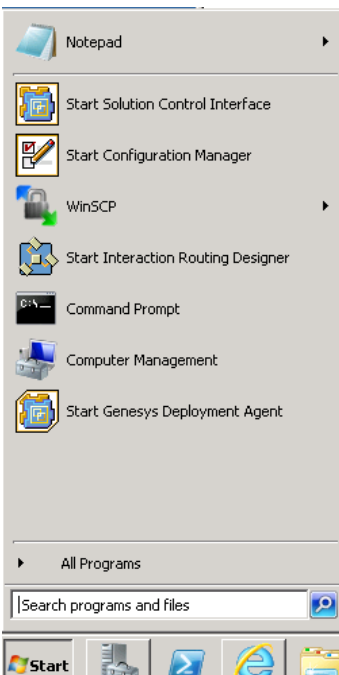 Notepad
Start Solution Control Interface
Start Configuration Manager
WinSCP
Start Interaction Routing Designer
C:\
Command Prompt
Computer Management
Start Genesys Deployment Agent
All Programs
Search programs and files
Start